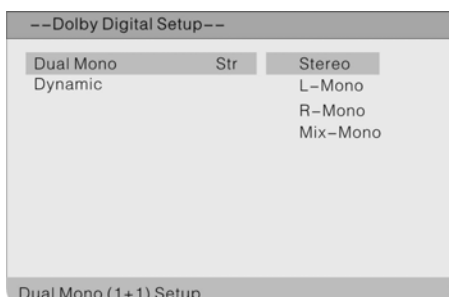 --Dolby Digital Setup--
Dual Mono Str Stereo
Dynamic L-Mono
R-Mono
Mix-Mono
Dual Mono (1+1) Setup